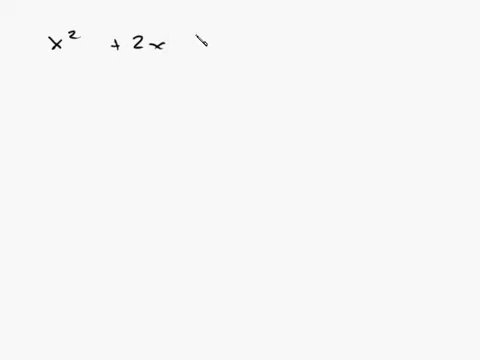 x² + 2x